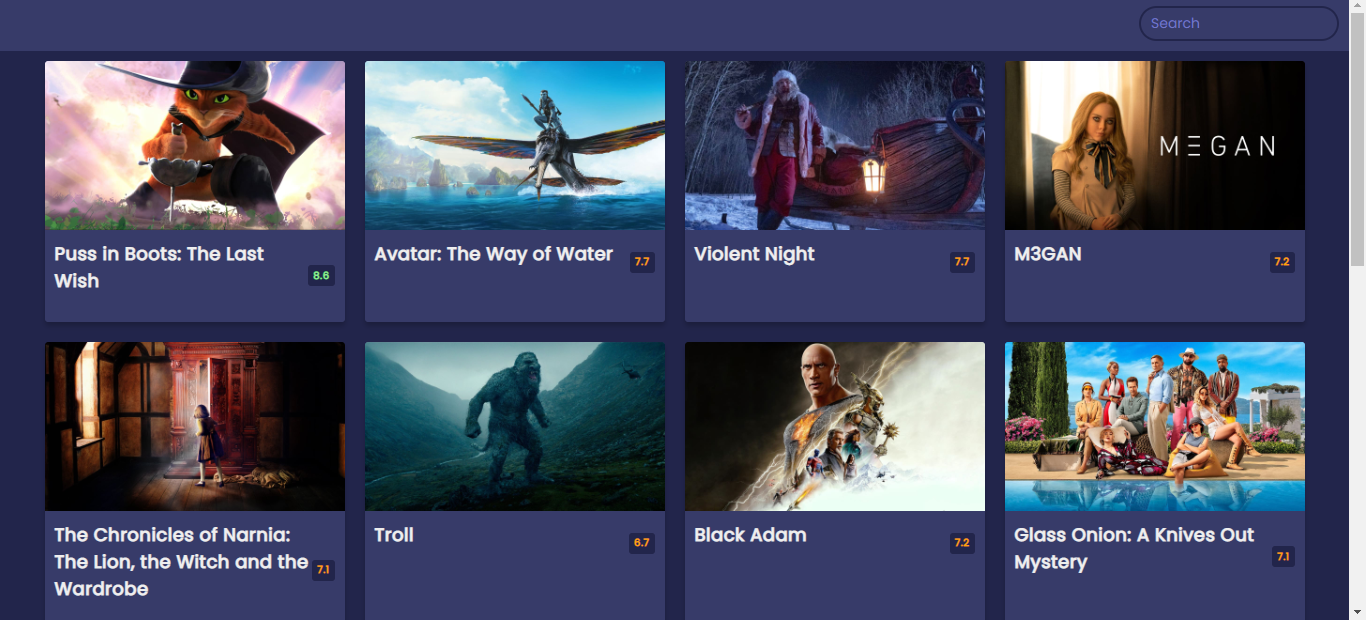 Search
MΞGAN
Puss in Boots: The Last
Wish
8.6
Avatar: The Way of Water
7.7
Violent Night
7.7
M3GAN
7.2
The Chronicles of Narnia:
The Lion, the Witch and the
Wardrobe
7.1
Troll
6.7
Black Adam
7.2
Glass Onion: A Knives Out
Mystery
7.1